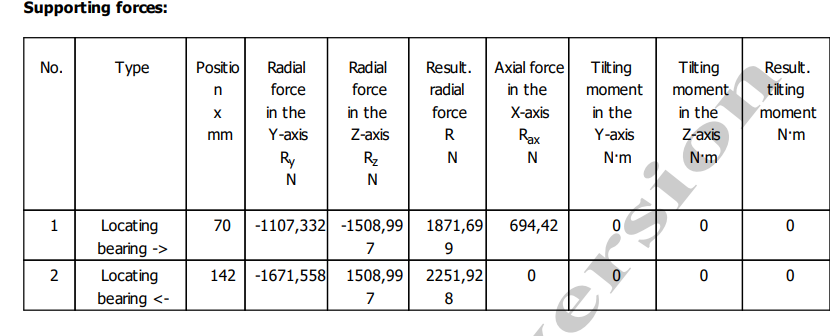 Supporting forces:
No. Type Positio Radial Radial Result. Axial force Tilting Tilting Result.
n force force radial in the moment moment tilting
x in the in the force X-axis in the in the moment
mm Y-axis Z-axis R Rax Y-axis Z-axis N·m
Ry Rz N N N·m N·m
N N
1 Locating 70 -1107,332 -1508,99 1871,69 694,42 0 0 0
bearing -> 7 9
2 Locating 142 -1671,558 1508,99 2251,92 0 0 0 0
bearing <- 7 8
version